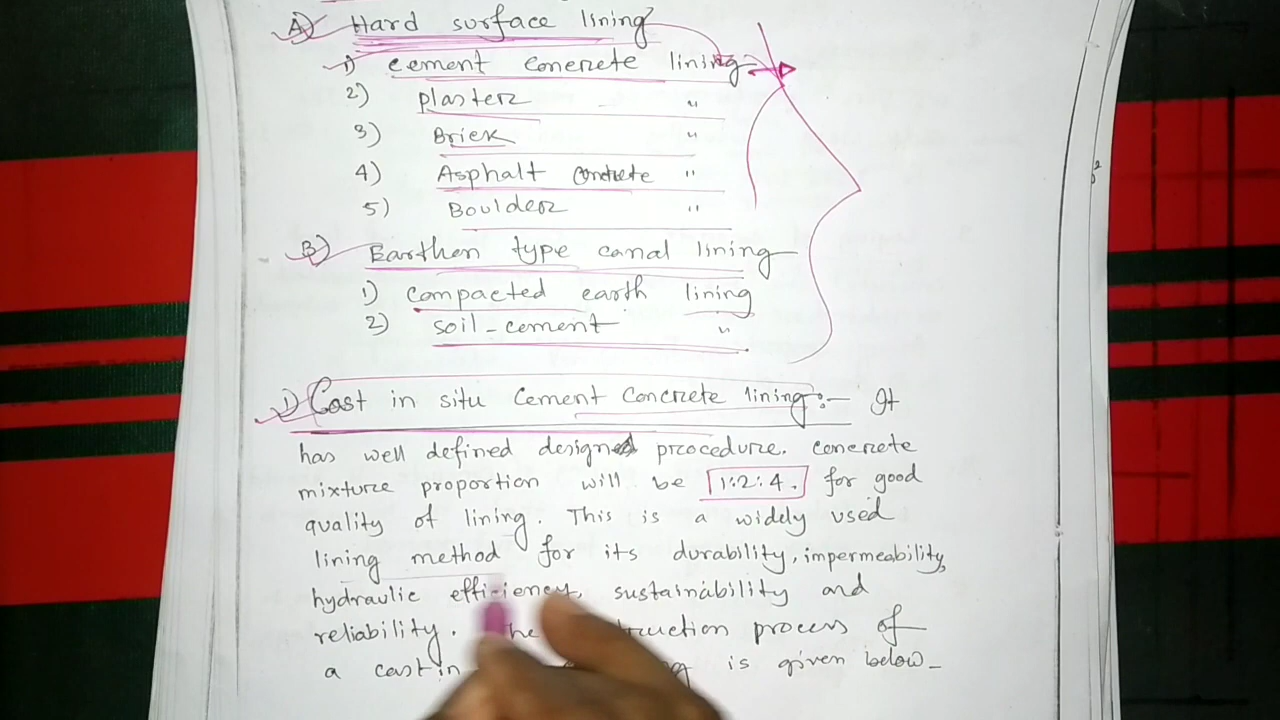 A) Hard surface lining
1) cement concrete lining
2) plaster "
3) Brick "
4) Asphalt concrete "
5) Boulder "
B) Earthen type canal lining
1) compacted earth lining
2) soil-cement "
1) Cast in situ cement concrete lining:- It
has well defined designed procedure. concrete
mixture proportion will be 1:2:4. for good
quality of lining. This is a widely used
lining method for its durability, impermeability,
hydraulic efficiency, sustainability and
reliability. process of
a cast in is given below-